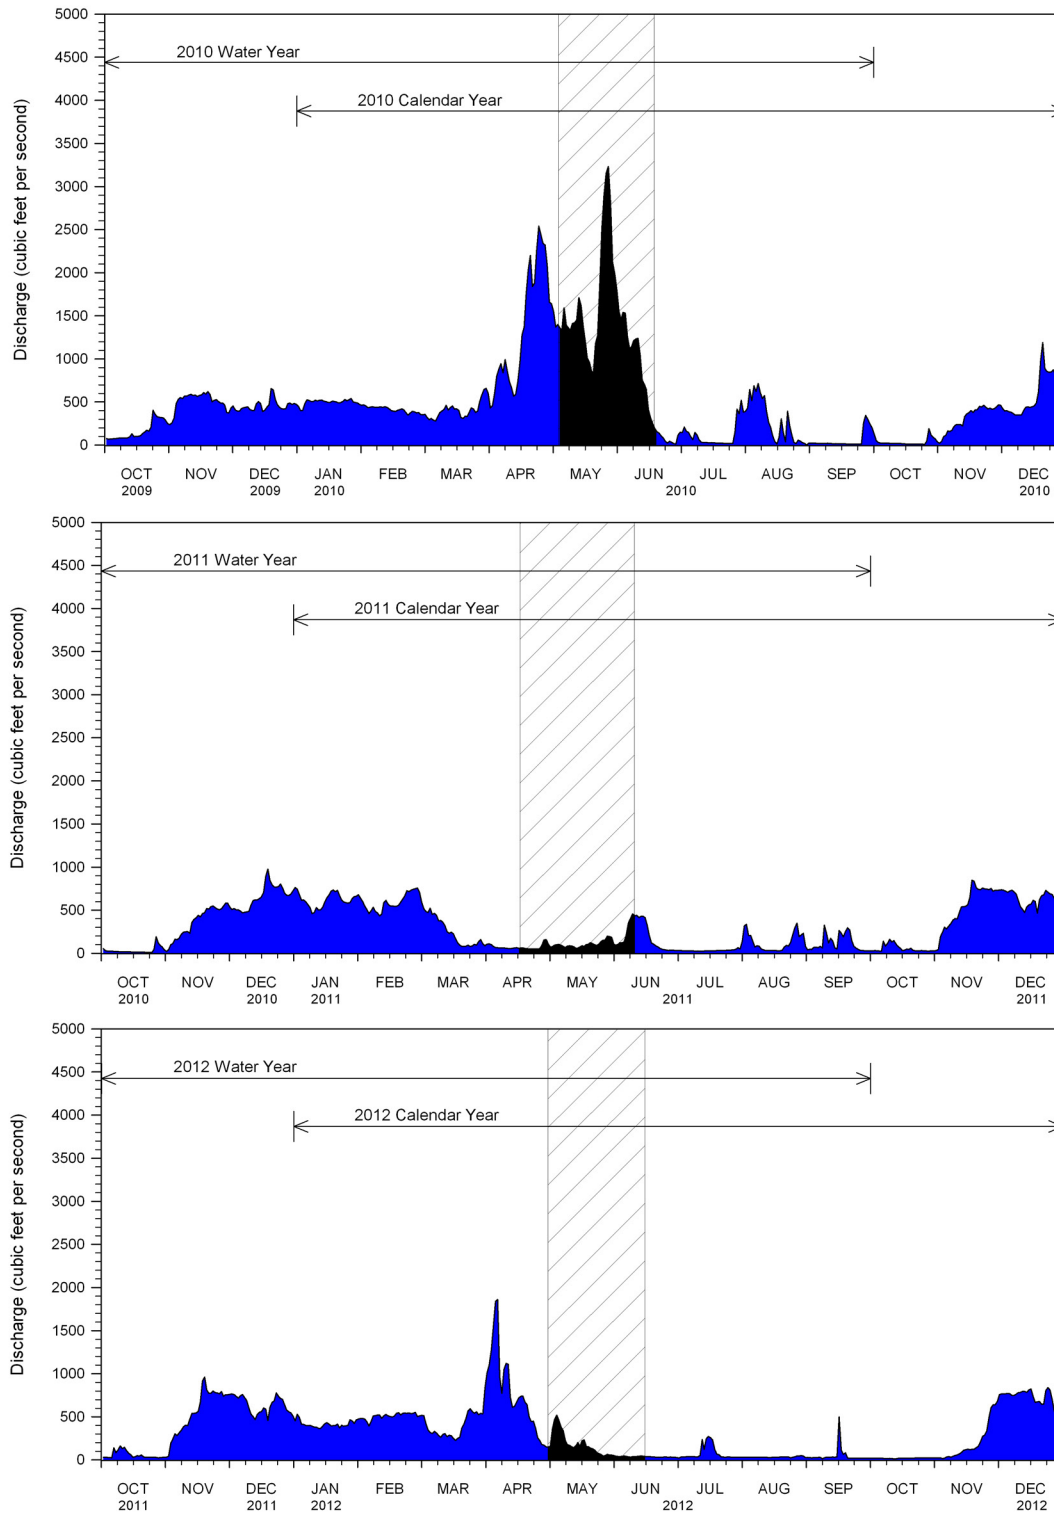 5000
2010 Water Year
4500
2010 Calendar Year
4000
3500
3000
2500
2000
1500
1000
500
0
Discharge (cubic feet per second)
OCT NOV DEC JAN FEB MAR APR MAY JUN JUL AUG SEP OCT NOV DEC
2009 2009 2010 2010 2010
5000
2011 Water Year
4500
2011 Calendar Year
4000
3500
3000
2500
2000
1500
1000
500
0
Discharge (cubic feet per second)
OCT NOV DEC JAN FEB MAR APR MAY JUN JUL AUG SEP OCT NOV DEC
2010 2010 2011 2011 2011
5000
2012 Water Year
4500
2012 Calendar Year
4000
3500
3000
2500
2000
1500
1000
500
0
Discharge (cubic feet per second)
OCT NOV DEC JAN FEB MAR APR MAY JUN JUL AUG SEP OCT NOV DEC
2011 2011 2012 2012 2012